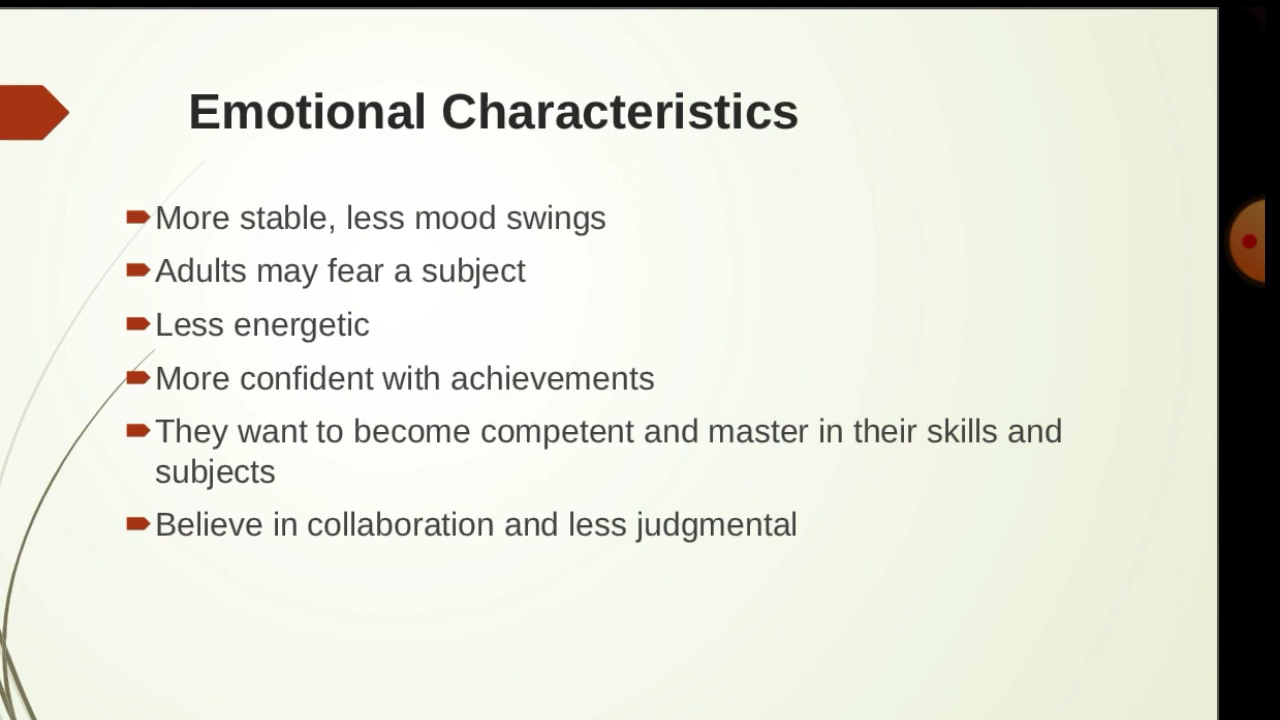 Emotional Characteristics
More stable, less mood swings
Adults may fear a subject
Less energetic
More confident with achievements
They want to become competent and master in their skills and
subjects
Believe in collaboration and less judgmental